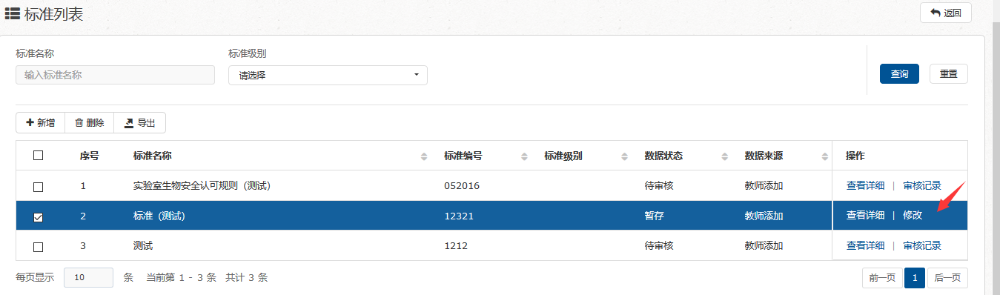 标准列表
返回
标准名称
标准级别
输入标准名称
请选择
查询
重置
新增
删除
导出
序号 标准名称 标准编号 标准级别 数据状态 数据来源 操作
1 实验室生物安全认可规则（测试） 052016 待审核 教师添加 查看详细 | 审核记录
2 标准（测试） 12321 暂存 教师添加 查看详细 | 修改
3 测试 1212 待审核 教师添加 查看详细 | 审核记录
每页显示 10 条 当前第 1 - 3 条 共计 3 条
前一页 1 后一页